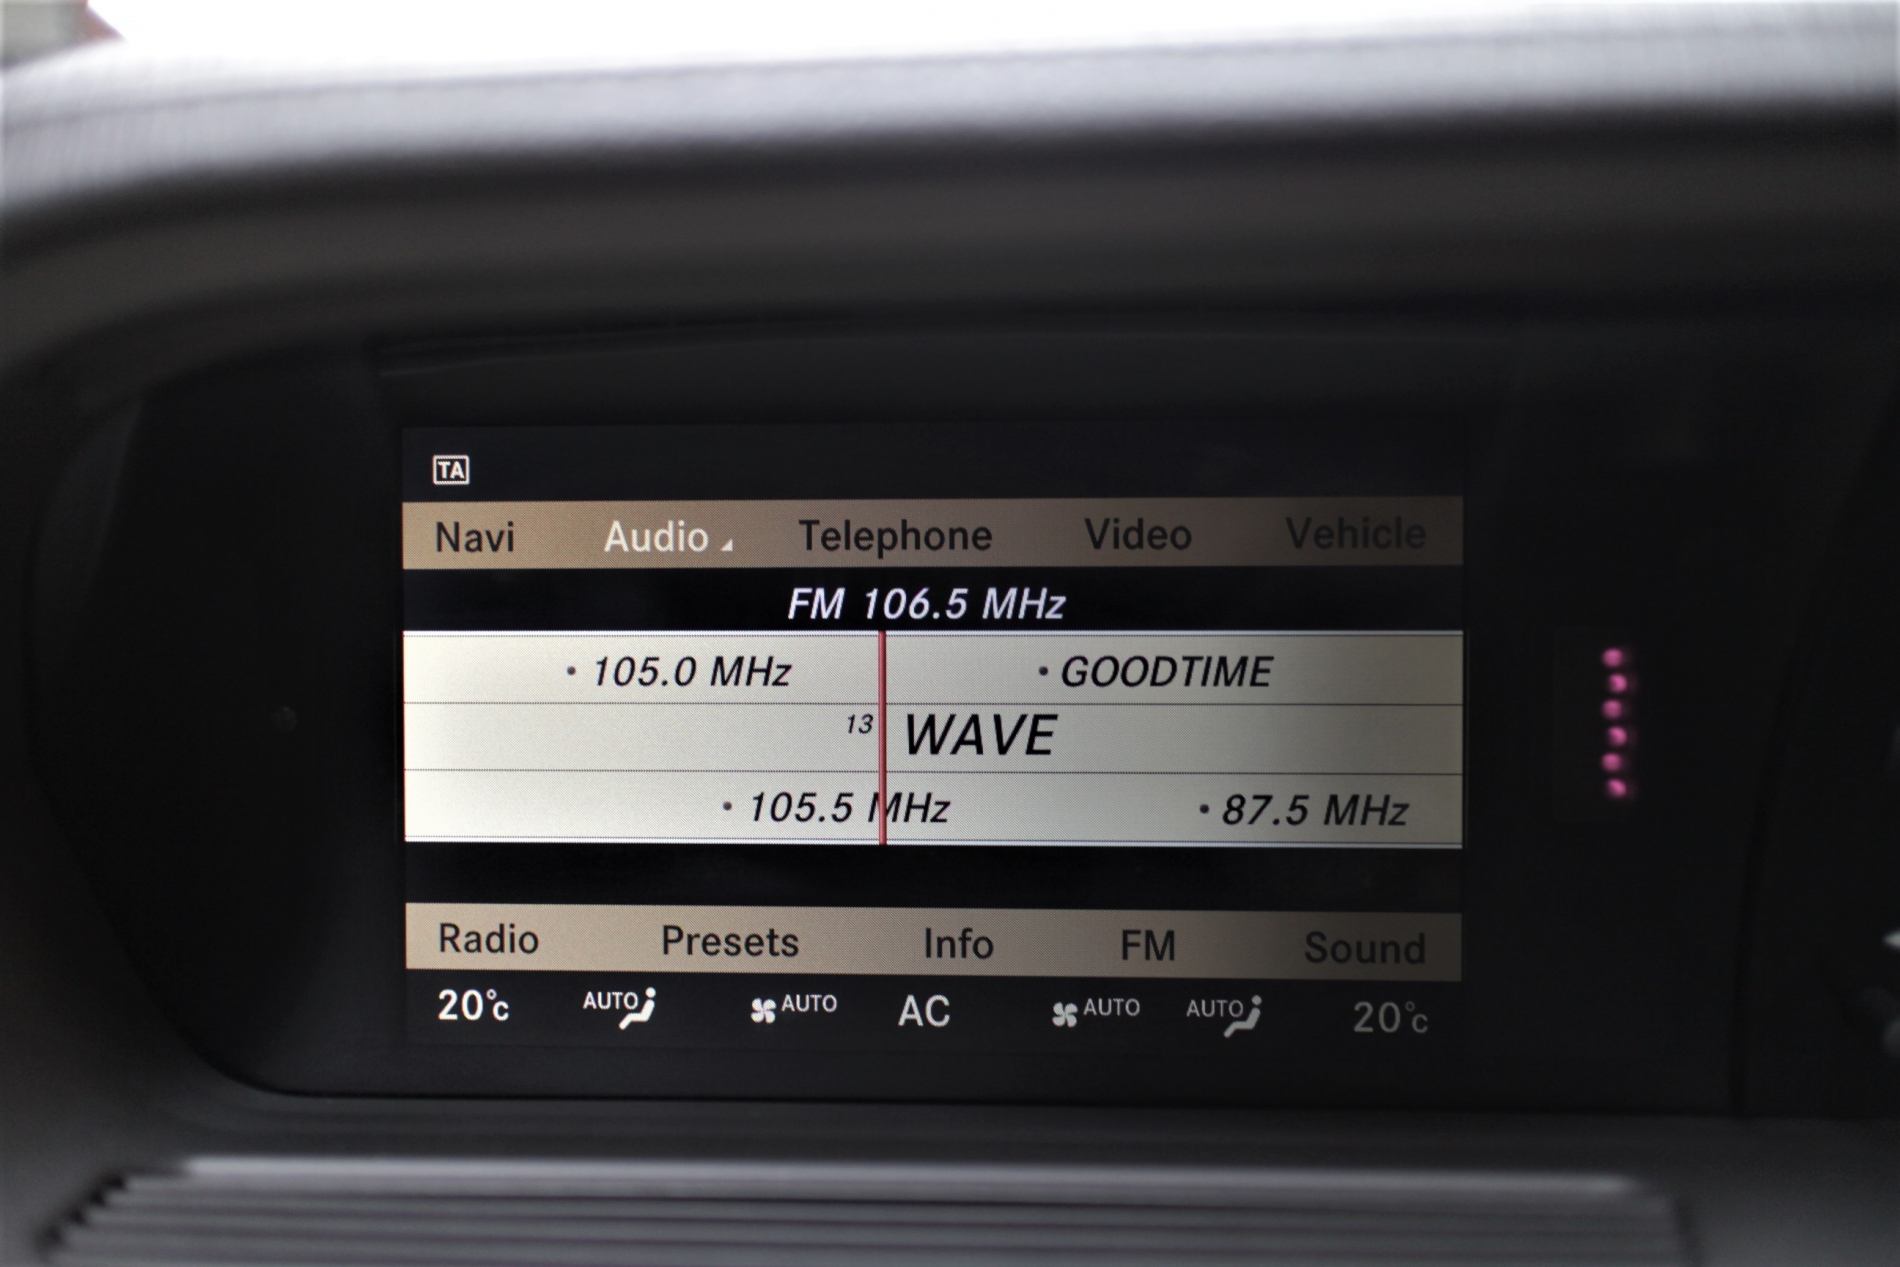 TA
Navi Audio Telephone Video Vehicle
FM 106.5 MHz
• 105.0 MHz • GOODTIME
13 WAVE
• 105.5 MHz • 87.5 MHz
Radio Presets Info FM Sound
20°C AUTO AUTO AC AUTO AUTO 20°C